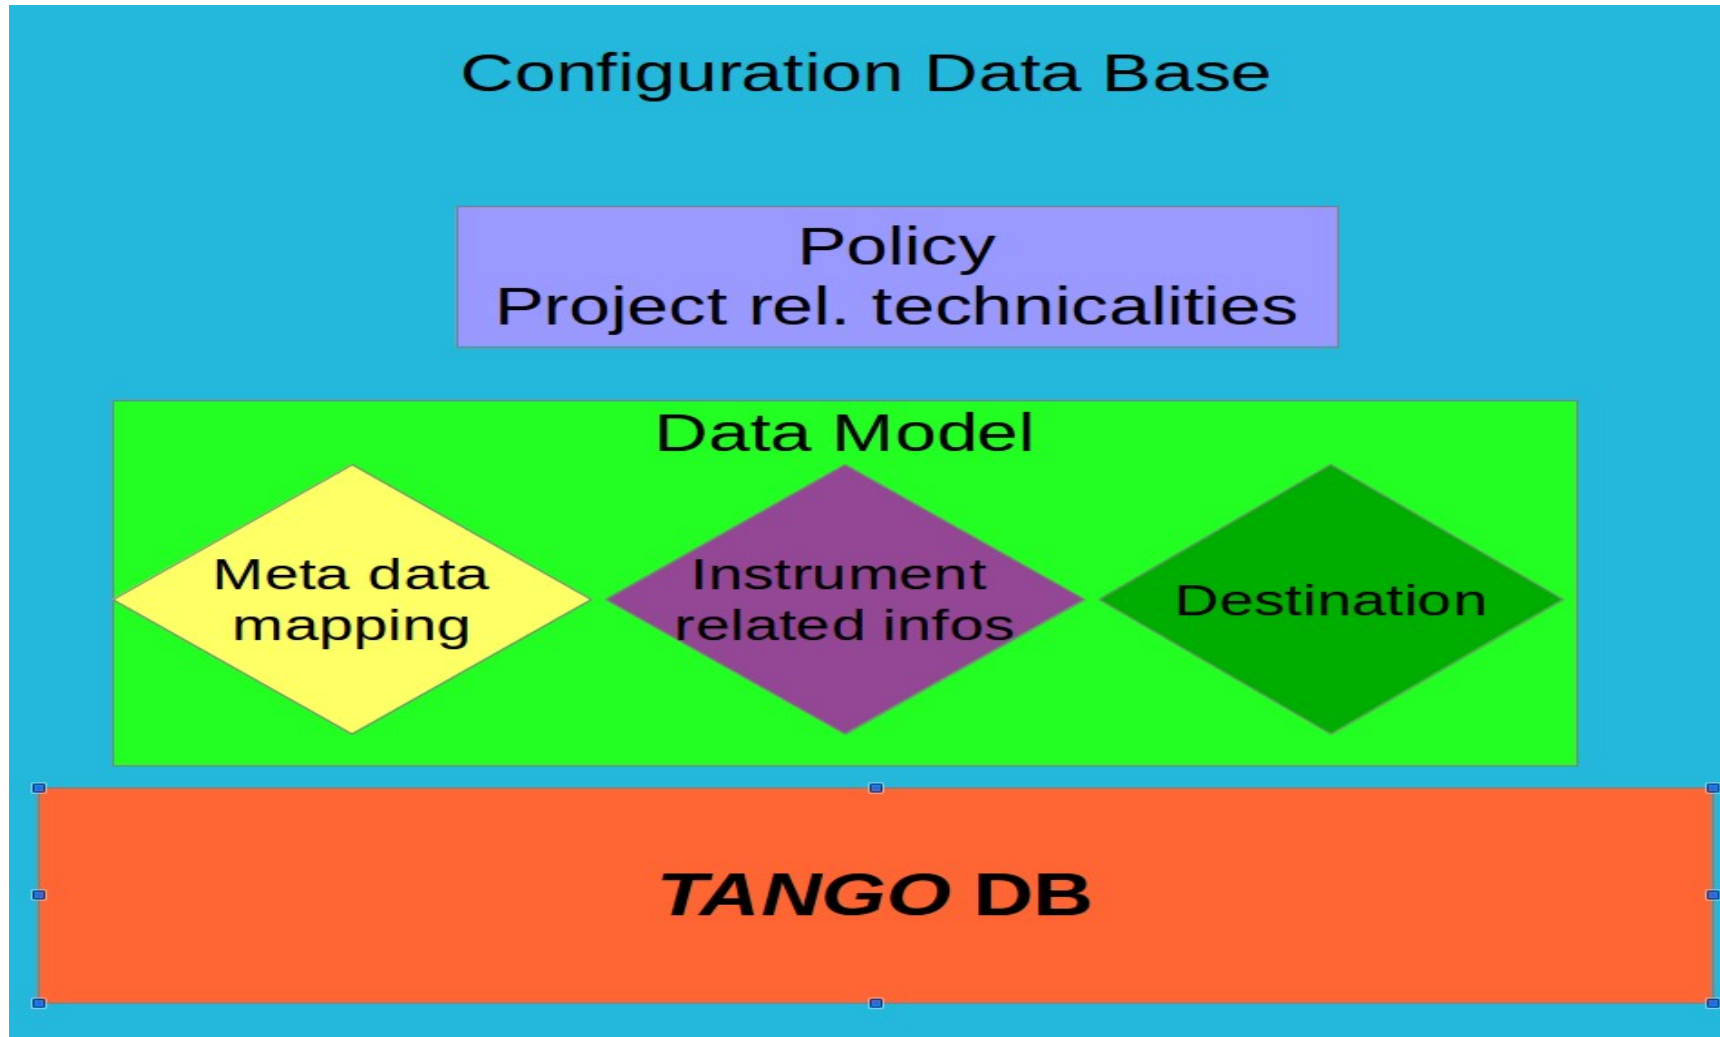 Configuration Data Base
Policy
Project rel. technicalities
Data Model
Meta data
mapping
Instrument
related infos
Destination
TANGO DB